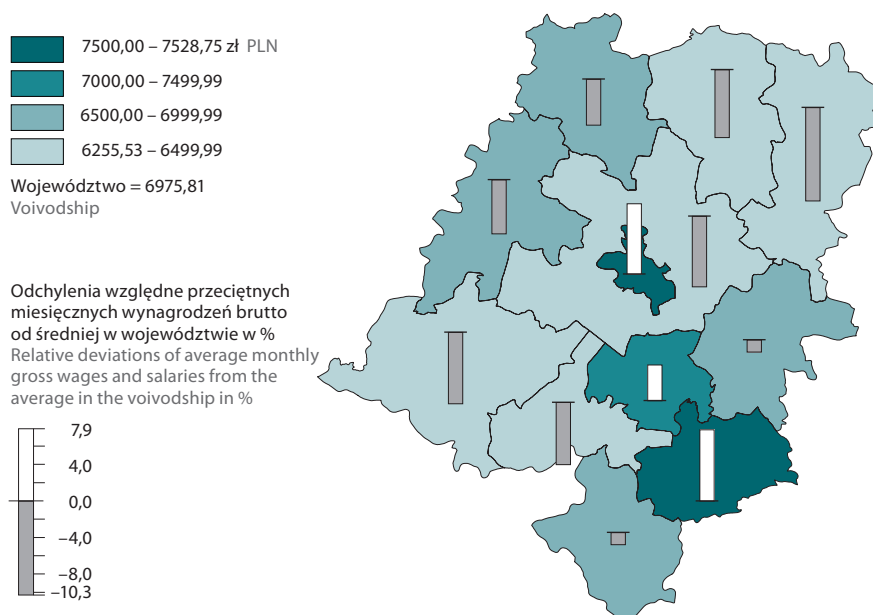 7500,00 – 7528,75 zł PLN
7000,00 – 7499,99
6500,00 – 6999,99
6255,53 – 6499,99
Województwo = 6975,81
Voivodship
Odchylenia względne przeciętnych
miesięcznych wynagrodzeń brutto
od średniej w województwie w %
Relative deviations of average monthly
gross wages and salaries from the
average in the voivodship in %
7,9
4,0
0,0
–4,0
–8,0
–10,3